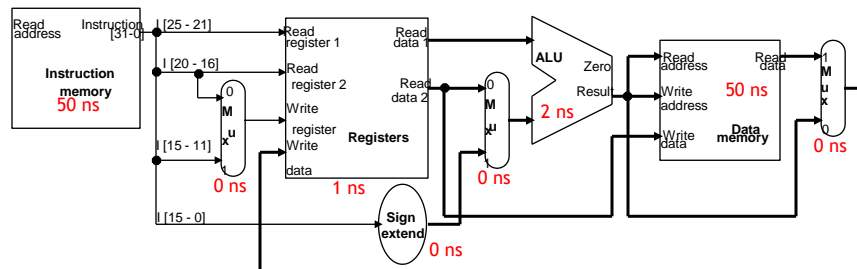 Read
address
Instruction
[31-0]
Instruction
memory
50 ns
I [25 - 21]
I [20 - 16]
I [15 - 11]
I [15 - 0]
0
M
u
x
1
0 ns
Read
register 1
Read
register 2
Write
register
Write
data
Read
data 1
Read
data 2
Registers
1 ns
Sign
extend
0 ns
0
M
u
x
1
0 ns
ALU
Zero
Result
2 ns
Read
address
Write
address
Write
data
Read
data
50 ns
Data
memory
1
M
u
x
0
0 ns